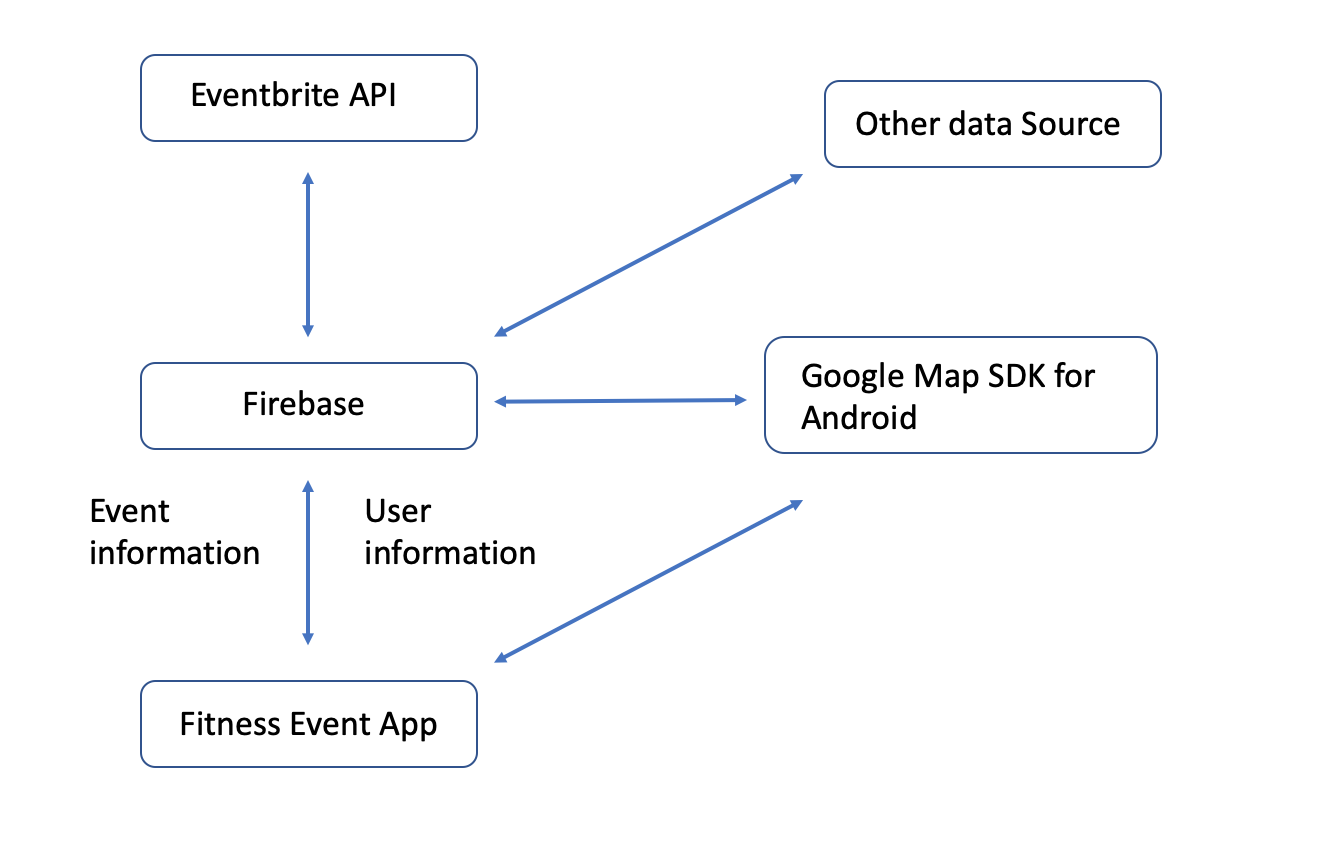 Eventbrite API
Other data Source
Firebase
Google Map SDK for
Android
Event
information
User
information
Fitness Event App